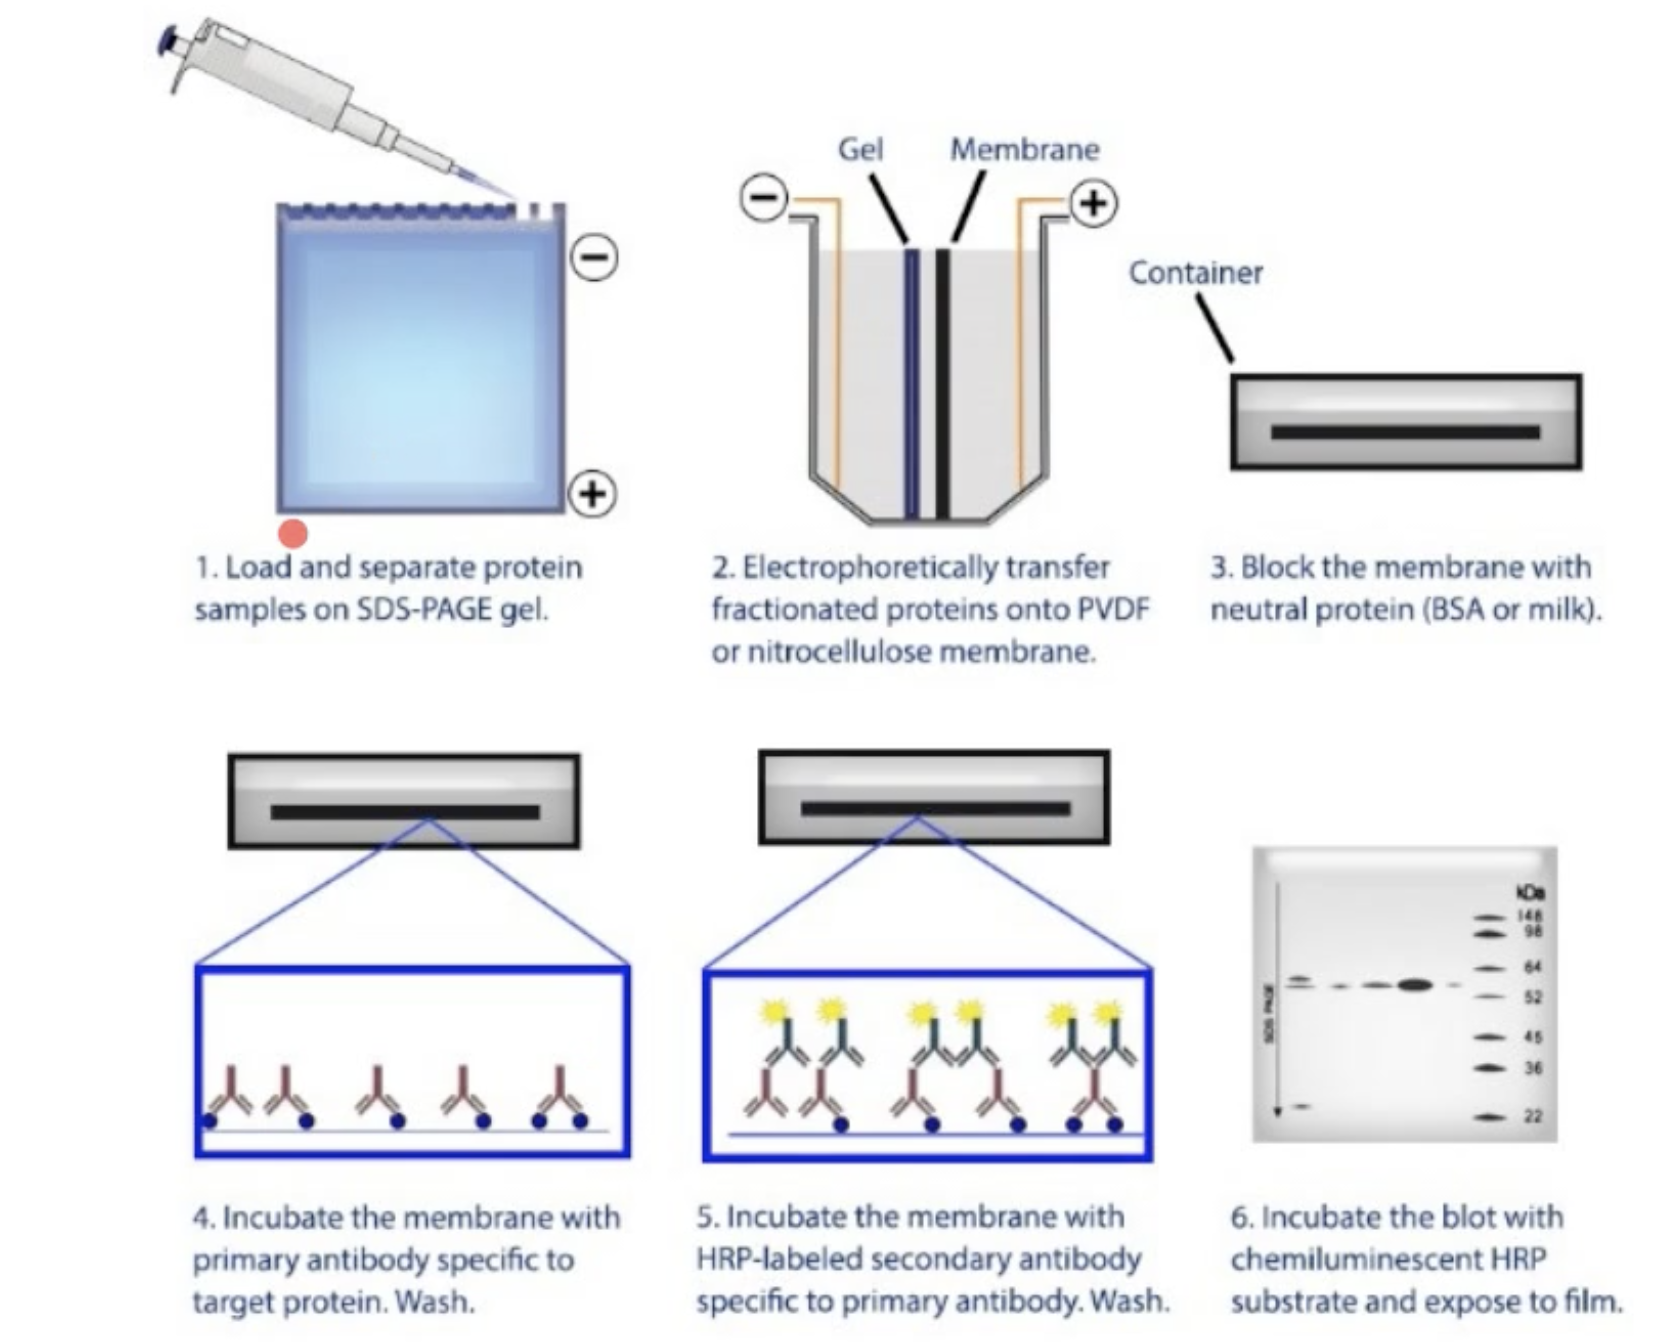 Gel
Membrane
−
+
−
+
Container
1. Load and separate protein
samples on SDS-PAGE gel.
2. Electrophoretically transfer
fractionated proteins onto PVDF
or nitrocellulose membrane.
3. Block the membrane with
neutral protein (BSA or milk).
kDa
148
98
64
52
45
36
22
SDS PAGE
4. Incubate the membrane with
primary antibody specific to
target protein. Wash.
5. Incubate the membrane with
HRP-labeled secondary antibody
specific to primary antibody. Wash.
6. Incubate the blot with
chemiluminescent HRP
substrate and expose to film.